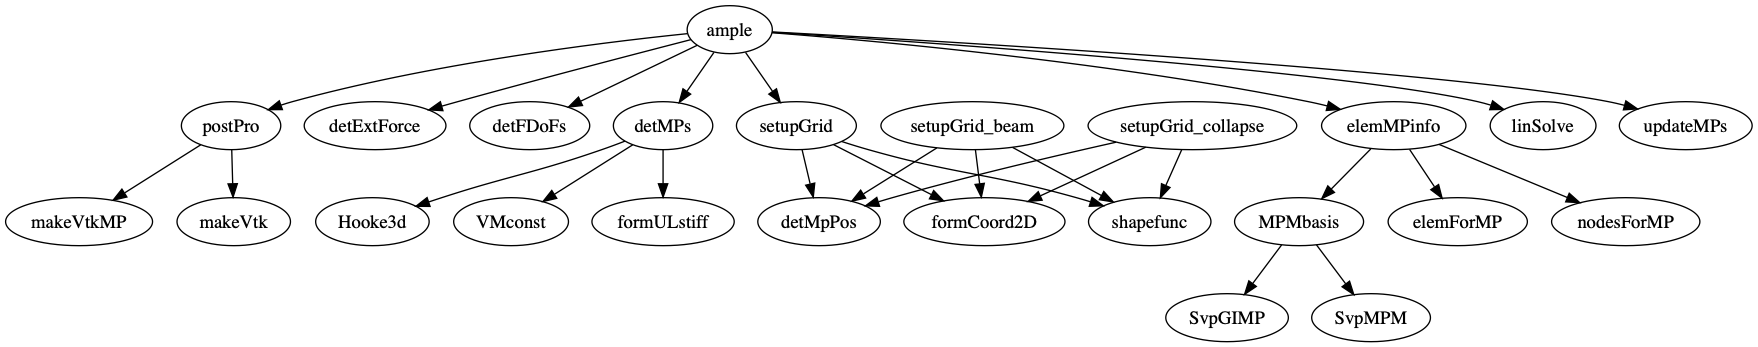 ample
postPro
detExtForce
detFDoFs
detMPs
setupGrid
setupGrid_beam
setupGrid_collapse
elemMPinfo
linSolve
updateMPs
makeVtkMP
makeVtk
Hooke3d
VMconst
formULstiff
detMpPos
formCoord2D
shapefunc
MPMbasis
elemForMP
nodesForMP
SvpGIMP
SvpMPM